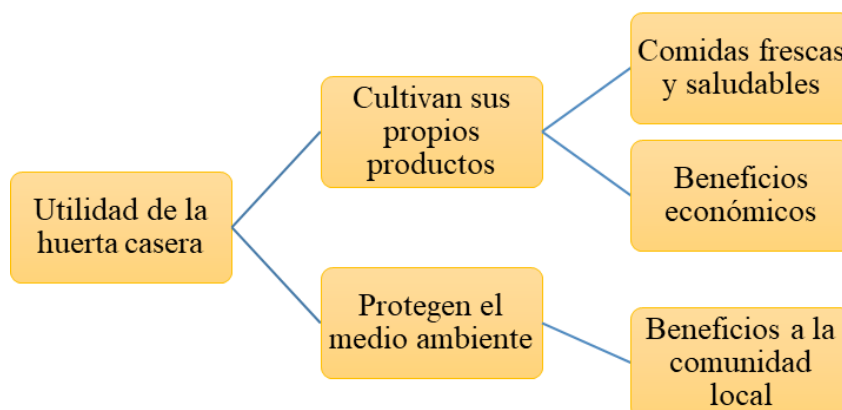 Utilidad de la
huerta casera
Cultivan sus
propios
productos
Comidas frescas
y saludables
Beneficios
económicos
Protegen el
medio ambiente
Beneficios a la
comunidad
local